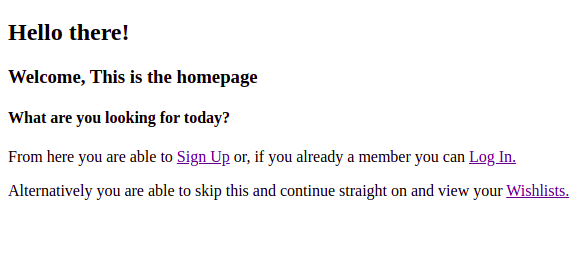 Hello there!
Welcome, This is the homepage
What are you looking for today?
From here you are able to Sign Up or, if you already a member you can Log In.
Alternatively you are able to skip this and continue straight on and view your Wishlists.